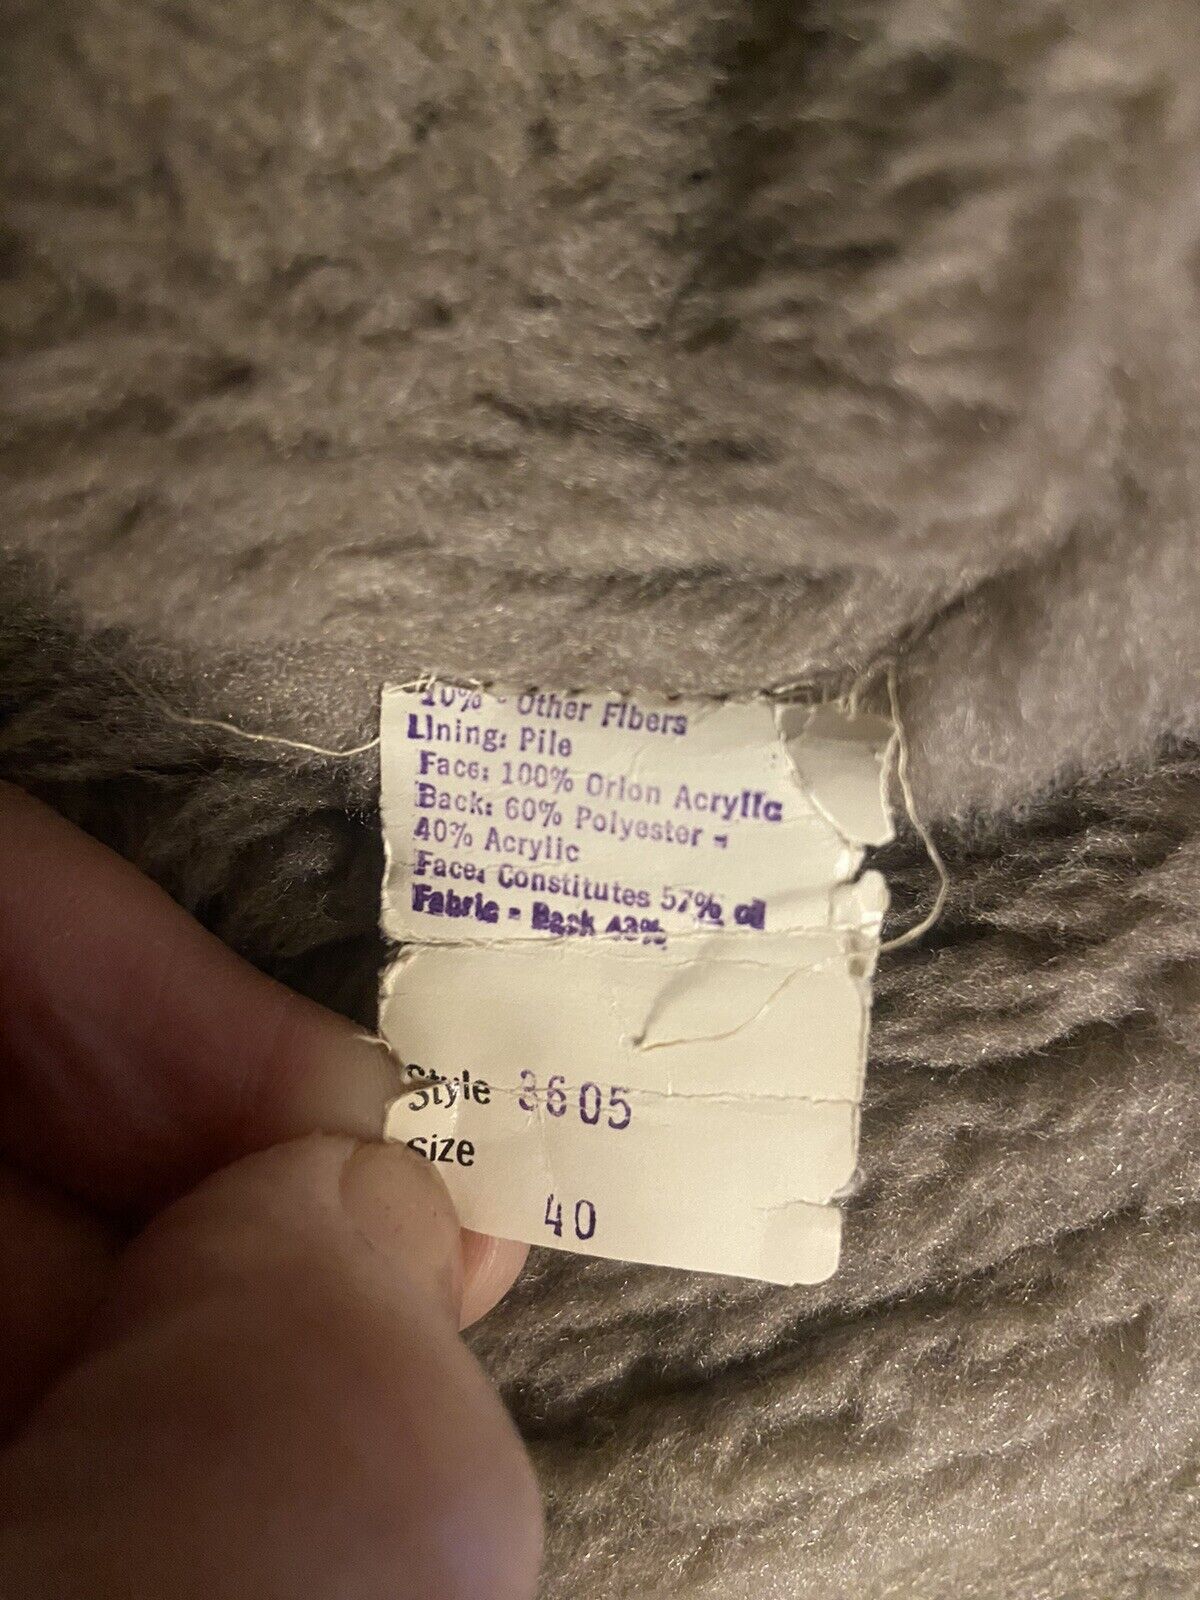 10% - Other Fibers
Lining: Pile
Face: 100% Orlon Acrylic
Back: 60% Polyester -
40% Acrylic
Face: Constitutes 57% of
Fabric - Back 43%
Style 3605
Size
40